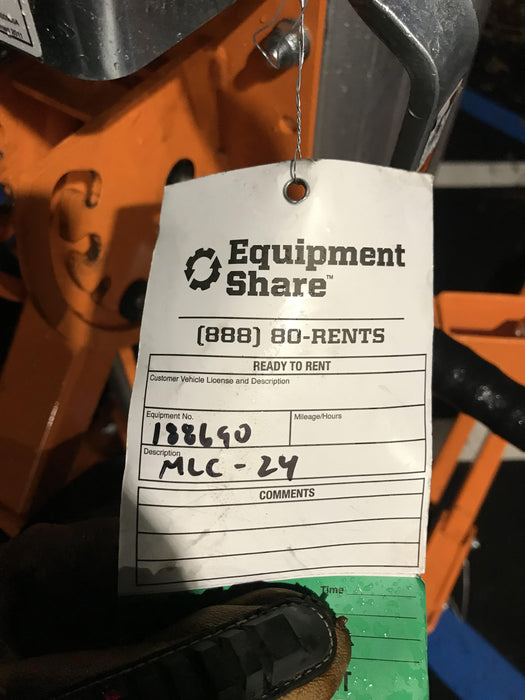 Equipment
Share™
(888) 80-RENTS
READY TO RENT
Customer Vehicle License and Description
Equipment No.
Mileage/Hours
188690
Description
MLC - 24
COMMENTS
Time